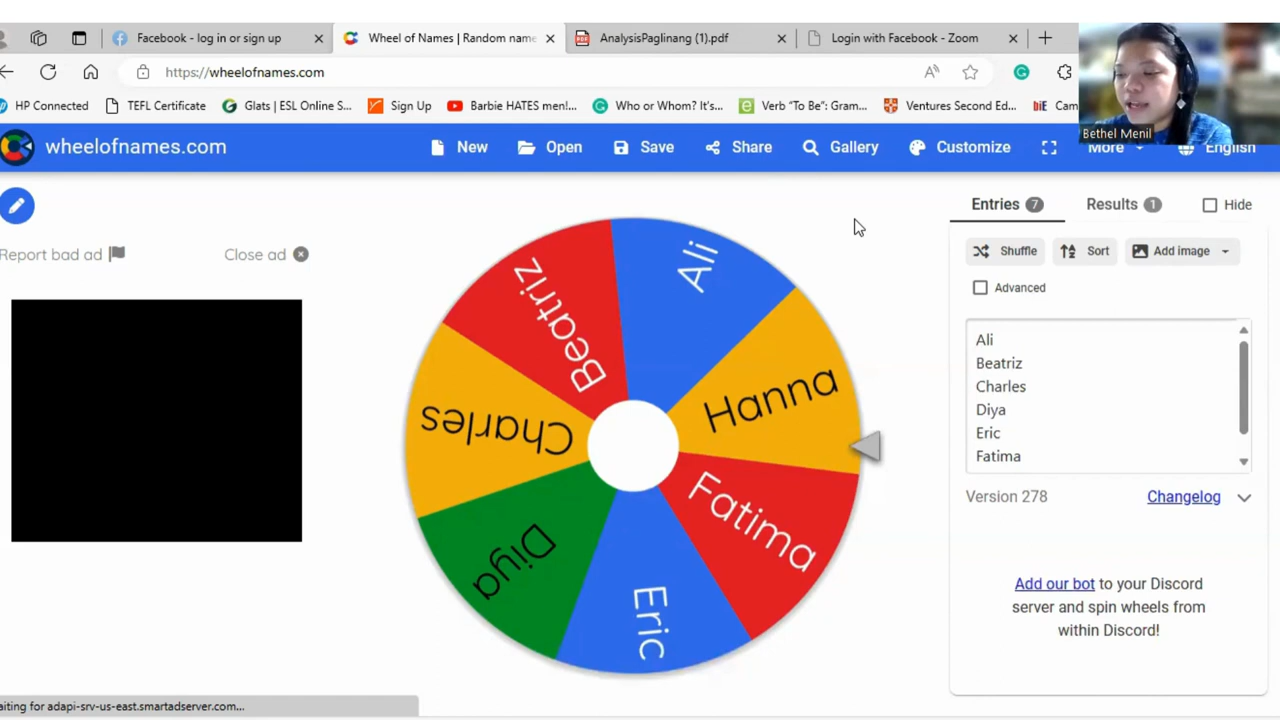 Facebook - log in or sign up
Wheel of Names | Random name
AnalysisPaglinang (1).pdf
Login with Facebook - Zoom
https://wheelofnames.com
HP Connected
TEFL Certificate
Glats | ESL Online S...
Sign Up
Barbie HATES men!...
Who or Whom? It's...
Verb "To Be": Gram...
Ventures Second Ed...
Cam
Bethel Menil
wheelofnames.com
New
Open
Save
Share
Gallery
Customize
More
English
Entries 7
Results 1
Hide
Report bad ad
Close ad
Shuffle
Sort
Add image
Advanced
Ali
Beatriz
Hanna
Charles
Fatima
Diya
Eric
Ali
Beatriz
Charles
Diya
Eric
Fatima
Version 278
Changelog
Add our bot to your Discord
server and spin wheels from
within Discord!
aiting for adapi-srv-us-east.smartadserver.com...